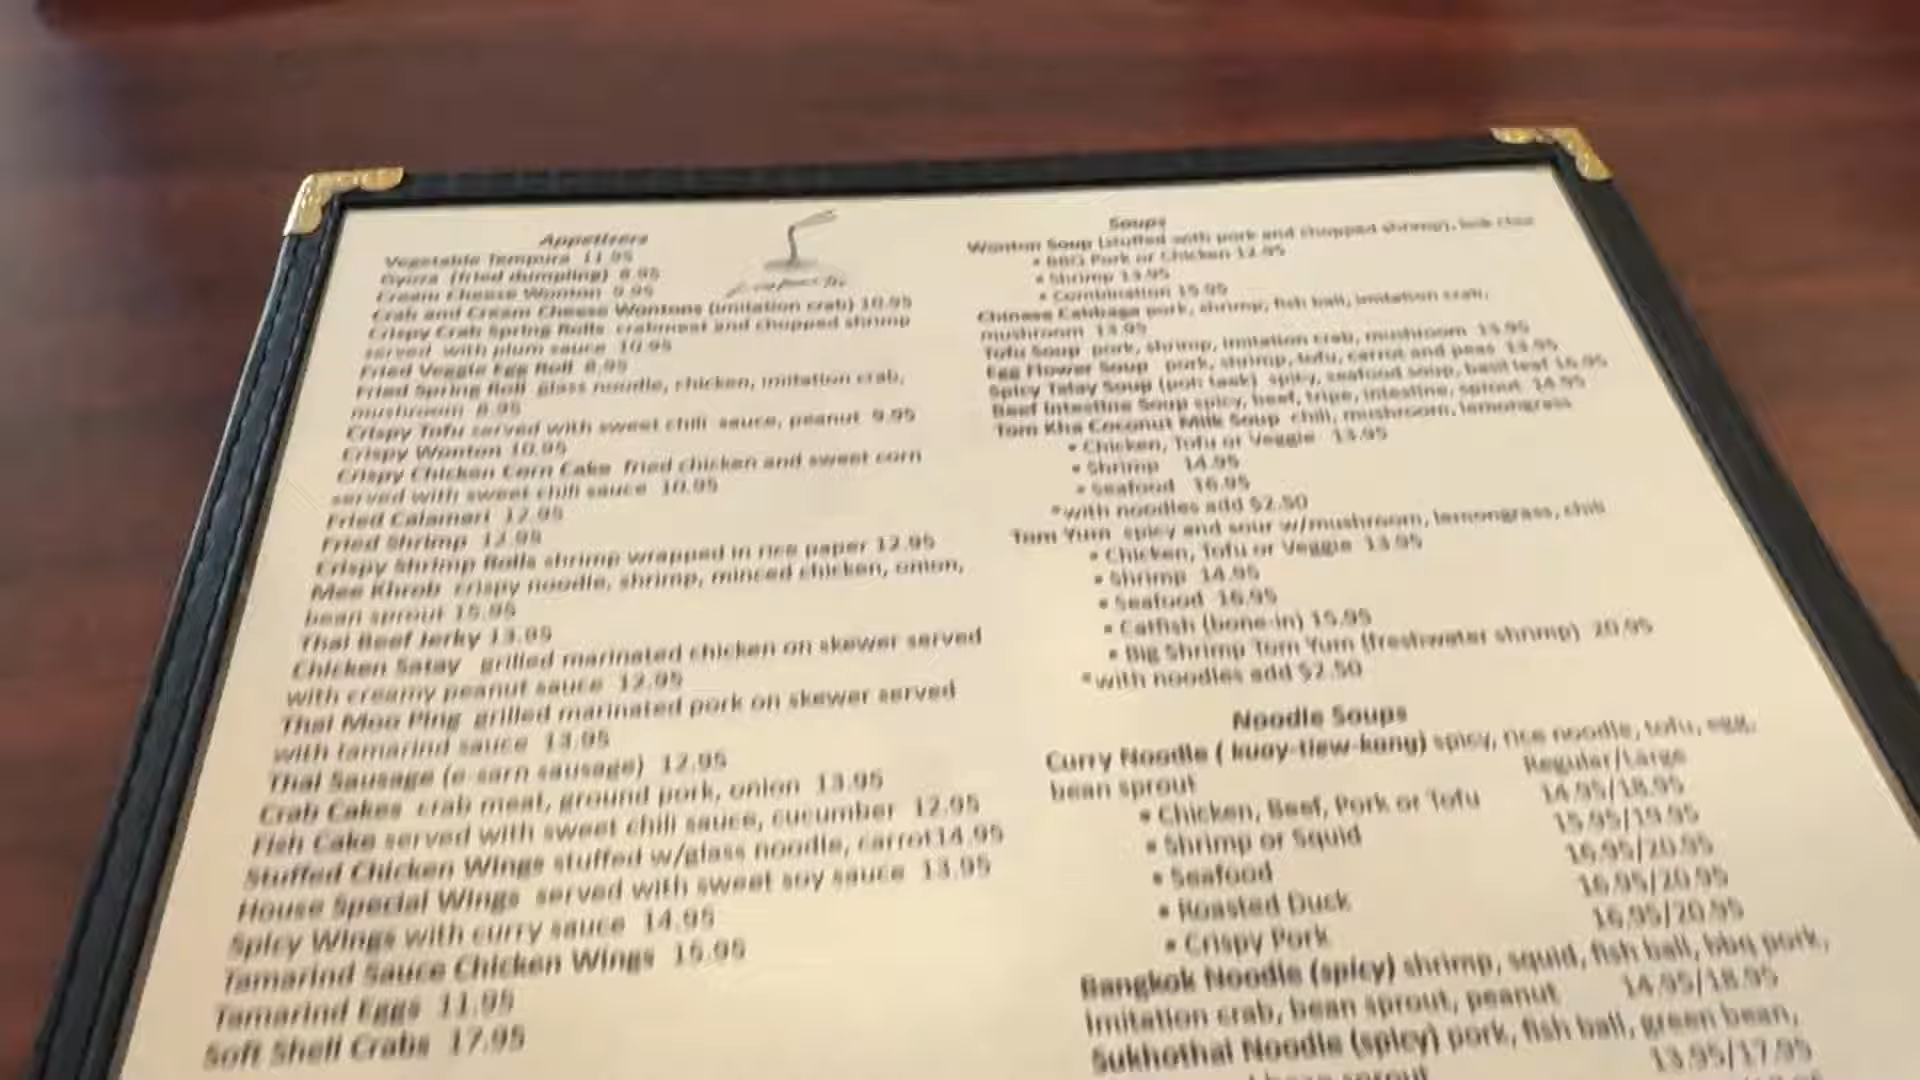 Appetizers
Vegetable Tempura 11.95
Gyoza (fried dumpling) 8.95
Cream Cheese Wonton 9.95
Crab and Cream Cheese Wontons (imitation crab) 10.95
Crispy Crab Spring Rolls crabmeat and chopped shrimp
served with plum sauce 10.95
Fried Veggie Egg Roll 8.95
Fried Spring Roll glass noodle, chicken, imitation crab,
mushroom 8.95
Crispy Tofu served with sweet chili sauce, peanut 9.95
Crispy Wonton 10.95
Crispy Chicken Corn Cake fried chicken and sweet corn
served with sweet chili sauce 10.95
Fried Calamari 12.95
Fried Shrimp 12.95
Crispy Shrimp Rolls shrimp wrapped in rice paper 12.95
Mee Khrob crispy noodle, shrimp, minced chicken, onion,
bean sprout 15.95
Thai Beef Jerky 13.95
Chicken Satay grilled marinated chicken on skewer served
with creamy peanut sauce 12.95
Thai Moo Ping grilled marinated pork on skewer served
with tamarind sauce 13.95
Thai Sausage (e-sarn sausage) 12.95
Crab Cakes crab meat, ground pork, onion 13.95
Fish Cake served with sweet chili sauce, cucumber 12.95
Stuffed Chicken Wings stuffed w/glass noodle, carrot14.95
House Special Wings served with sweet soy sauce 13.95
Spicy Wings with curry sauce 14.95
Tamarind Sauce Chicken Wings 15.95
Tamarind Eggs 11.95
Soft Shell Crabs 17.95
Soups
Wonton Soup (stuffed with pork and chopped shrimp), bok choy
• BBQ Pork or Chicken 12.95
• Shrimp 13.95
• Combination 15.95
Chinese Cabbage pork, shrimp, fish ball, imitation crab,
mushroom 13.95
Tofu Soup pork, shrimp, imitation crab, mushroom 13.95
Egg Flower Soup pork, shrimp, tofu, carrot and peas 13.95
Spicy Talay Soup (poh taek) spicy, seafood soup, basil leaf 16.95
Beef Intestine Soup spicy, beef, tripe, intestine, sprout 14.95
Tom Kha Coconut Milk Soup chili, mushroom, lemongrass
• Chicken, Tofu or Veggie 13.95
• Shrimp 14.95
• Seafood 16.95
*with noodles add $2.50
Tom Yum spicy and sour w/mushroom, lemongrass, chili
• Chicken, Tofu or Veggie 13.95
• Shrimp 14.95
• Seafood 16.95
• Catfish (bone-in) 15.95
• Big Shrimp Tom Yum (freshwater shrimp) 20.95
*with noodles add $2.50
Noodle Soups
Curry Noodle ( kuay-tiew-kang) spicy, rice noodle, tofu, egg,
bean sprout Regular/Large
• Chicken, Beef, Pork or Tofu 14.95/18.95
• Shrimp or Squid 15.95/19.95
• Seafood 16.95/20.95
• Roasted Duck 16.95/20.95
• Crispy Pork 16.95/20.95
Bangkok Noodle (spicy) shrimp, squid, fish ball, bbq pork,
imitation crab, bean sprout, peanut 14.95/18.95
Sukhothai Noodle (spicy) pork, fish ball, green bean,
bean sprout 13.95/17.95